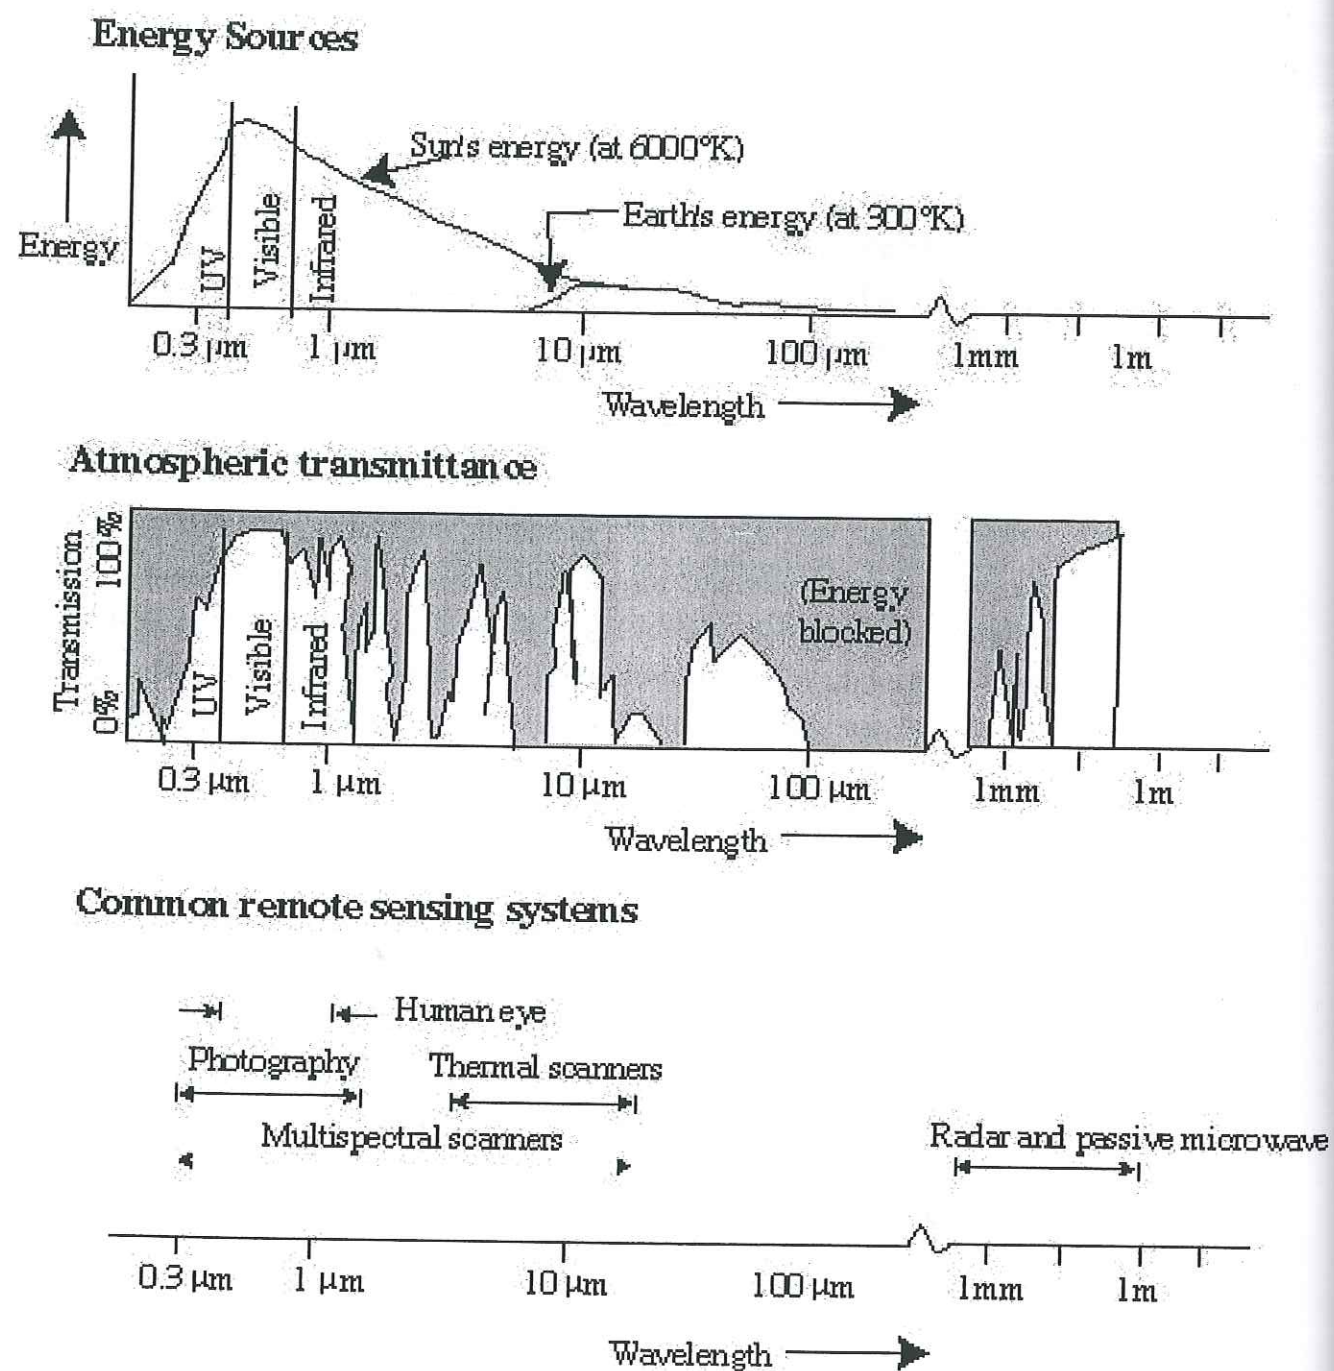 Energy Sources
Energy
UV
Visible
Infrared
Sun's energy (at 6000°K)
Earth's energy (at 300°K)
0.3 µm
1 µm
10 µm
100 µm
1mm
1m
Wavelength
Atmospheric transmittance
Transmission
0%
100%
UV
Visible
Infrared
(Energy
blocked)
0.3 µm
1 µm
10 µm
100 µm
1mm
1m
Wavelength
Common remote sensing systems
Human eye
Photography
Thermal scanners
Multispectral scanners
Radar and passive microwave
0.3 µm
1 µm
10 µm
100 µm
1mm
1m
Wavelength